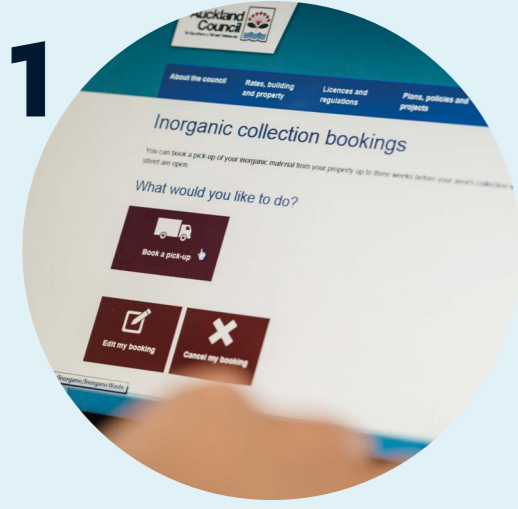 1
Auckland
Council
About the council
Rates, building
and property
Licences and
regulations
Plans, policies and
projects
Inorganic collection bookings
You can book a pick up of your inorganic material from your property up to three weeks before your area's collection
street are open.
What would you like to do?
Book a pick-up
Edit my booking
Cancel my booking
/Inorganic/InorganicWaste